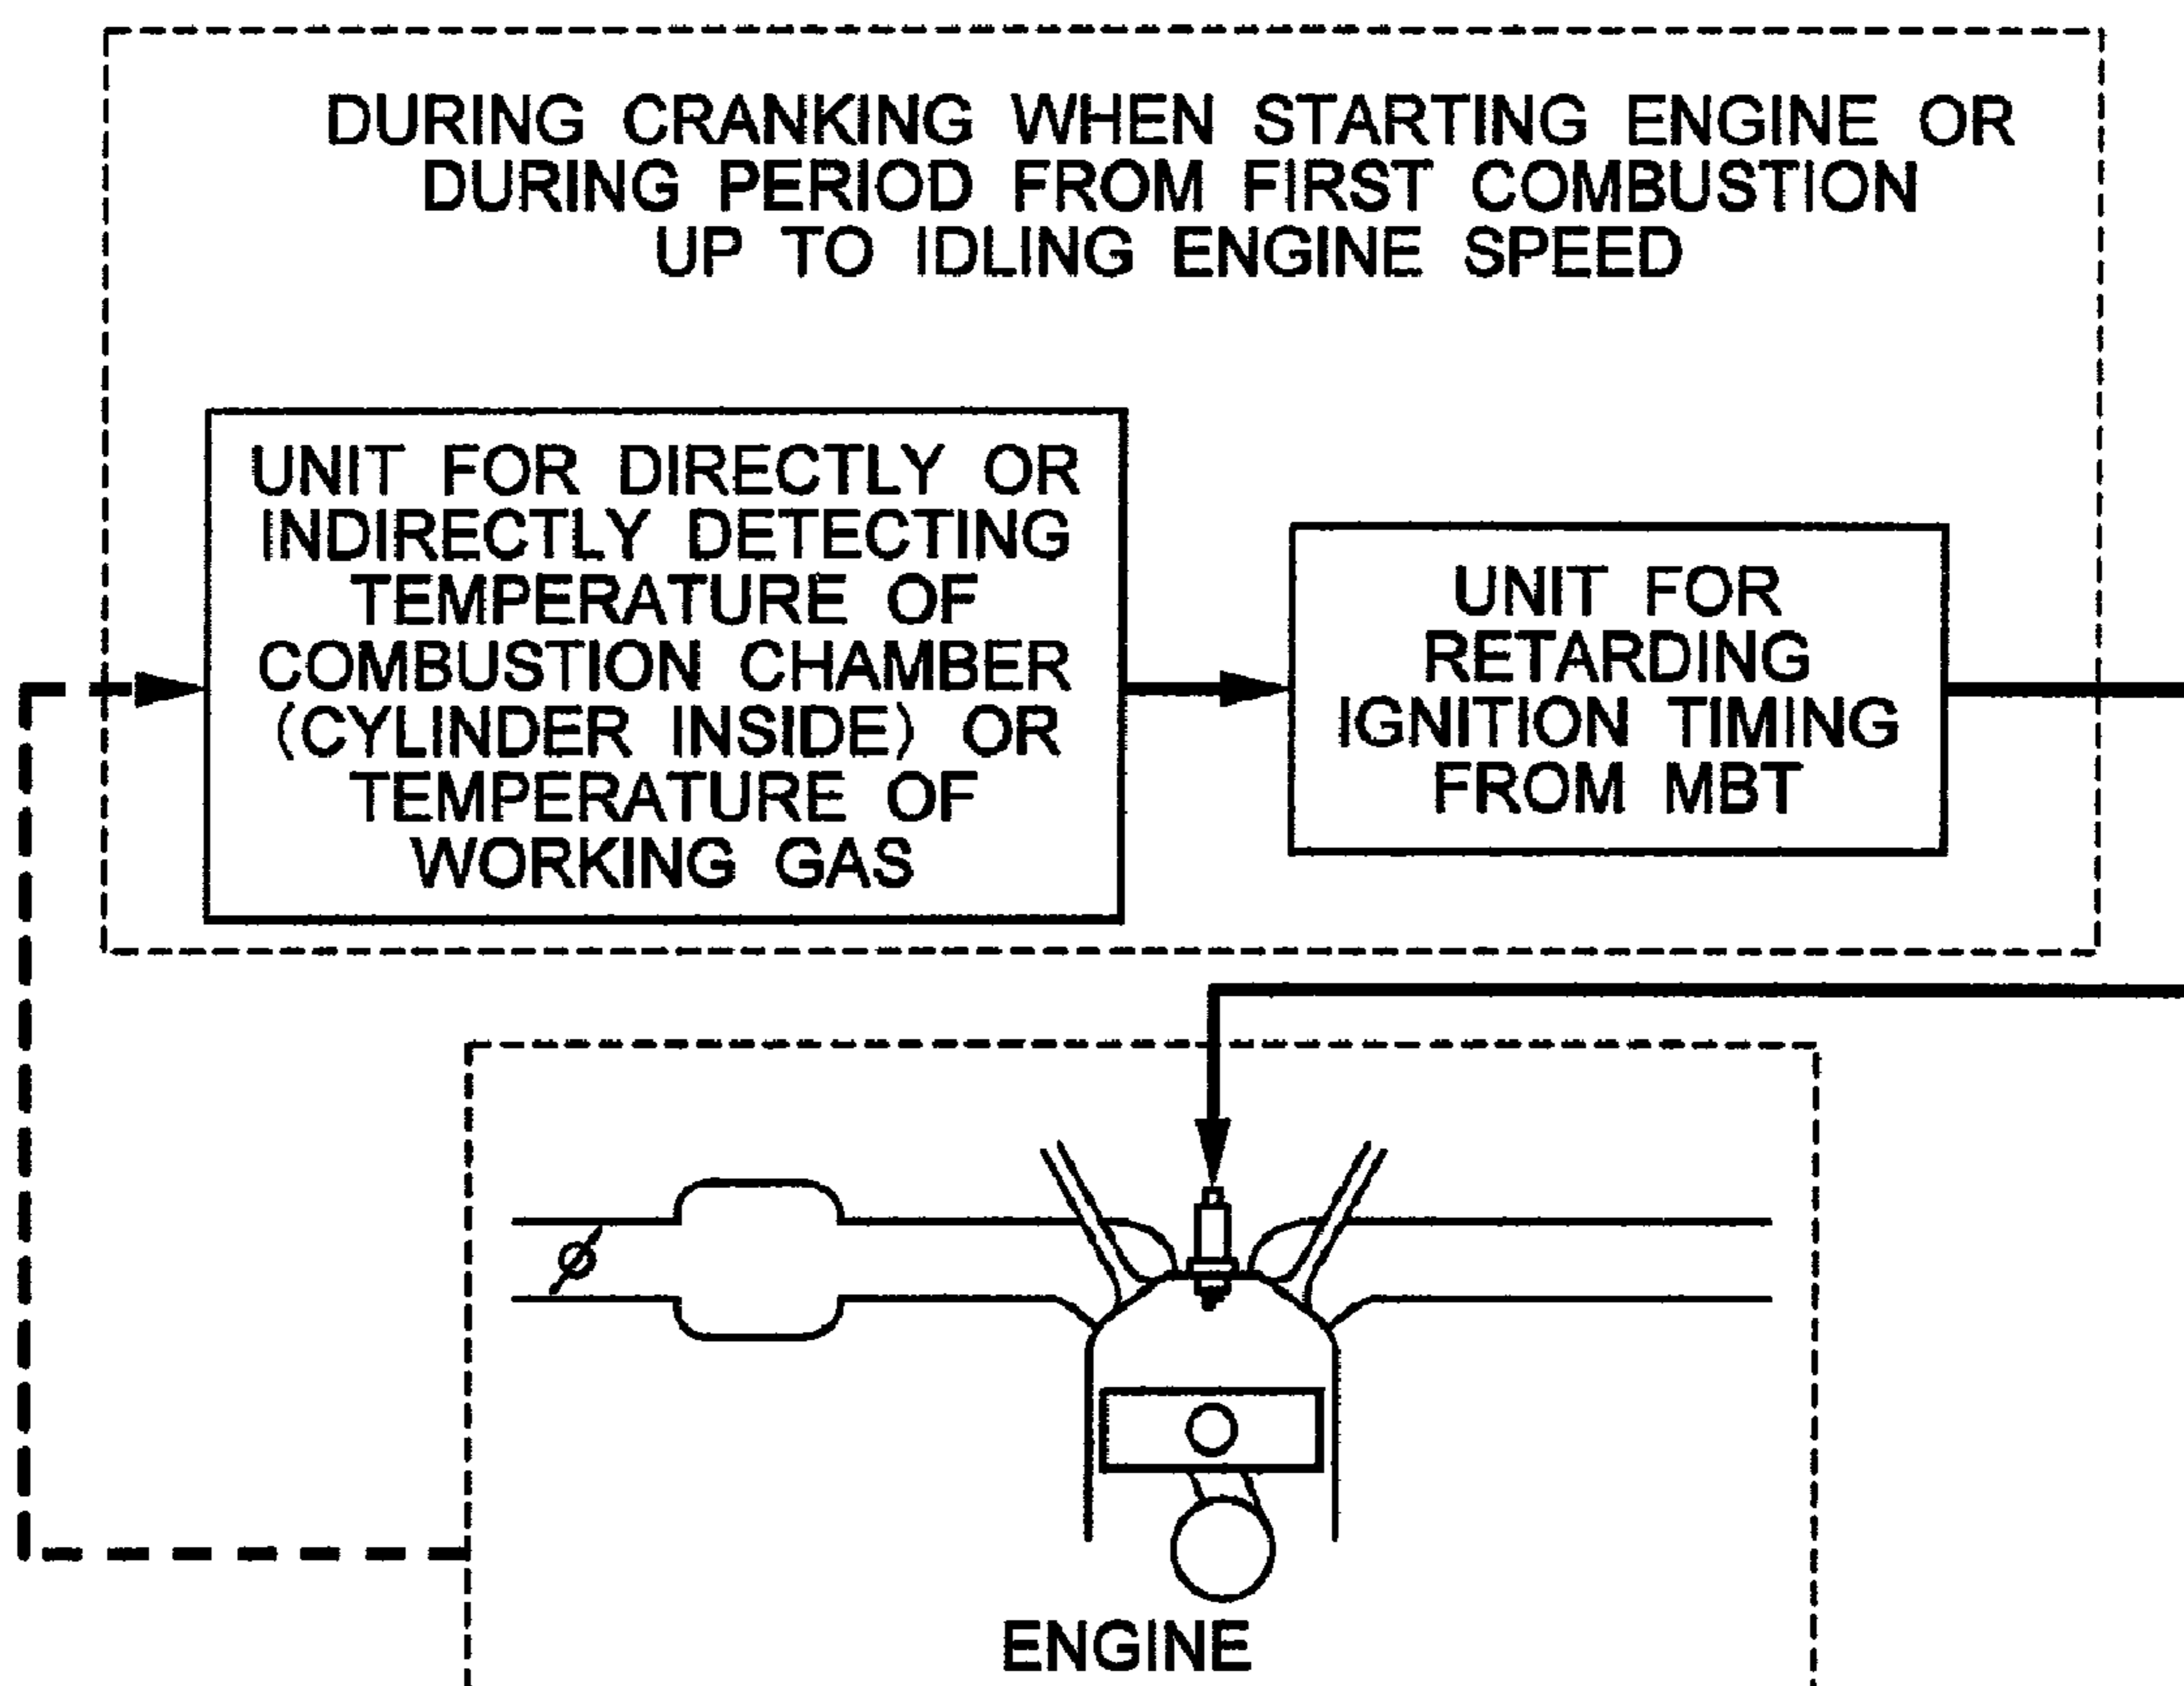 DURING CRANKING WHEN STARTING ENGINE OR
DURING PERIOD FROM FIRST COMBUSTION
UP TO IDLING ENGINE SPEED
UNIT FOR DIRECTLY OR
INDIRECTLY DETECTING
TEMPERATURE OF
COMBUSTION CHAMBER
(CYLINDER INSIDE) OR
TEMPERATURE OF
WORKING GAS
UNIT FOR
RETARDING
IGNITION TIMING
FROM MBT
ENGINE